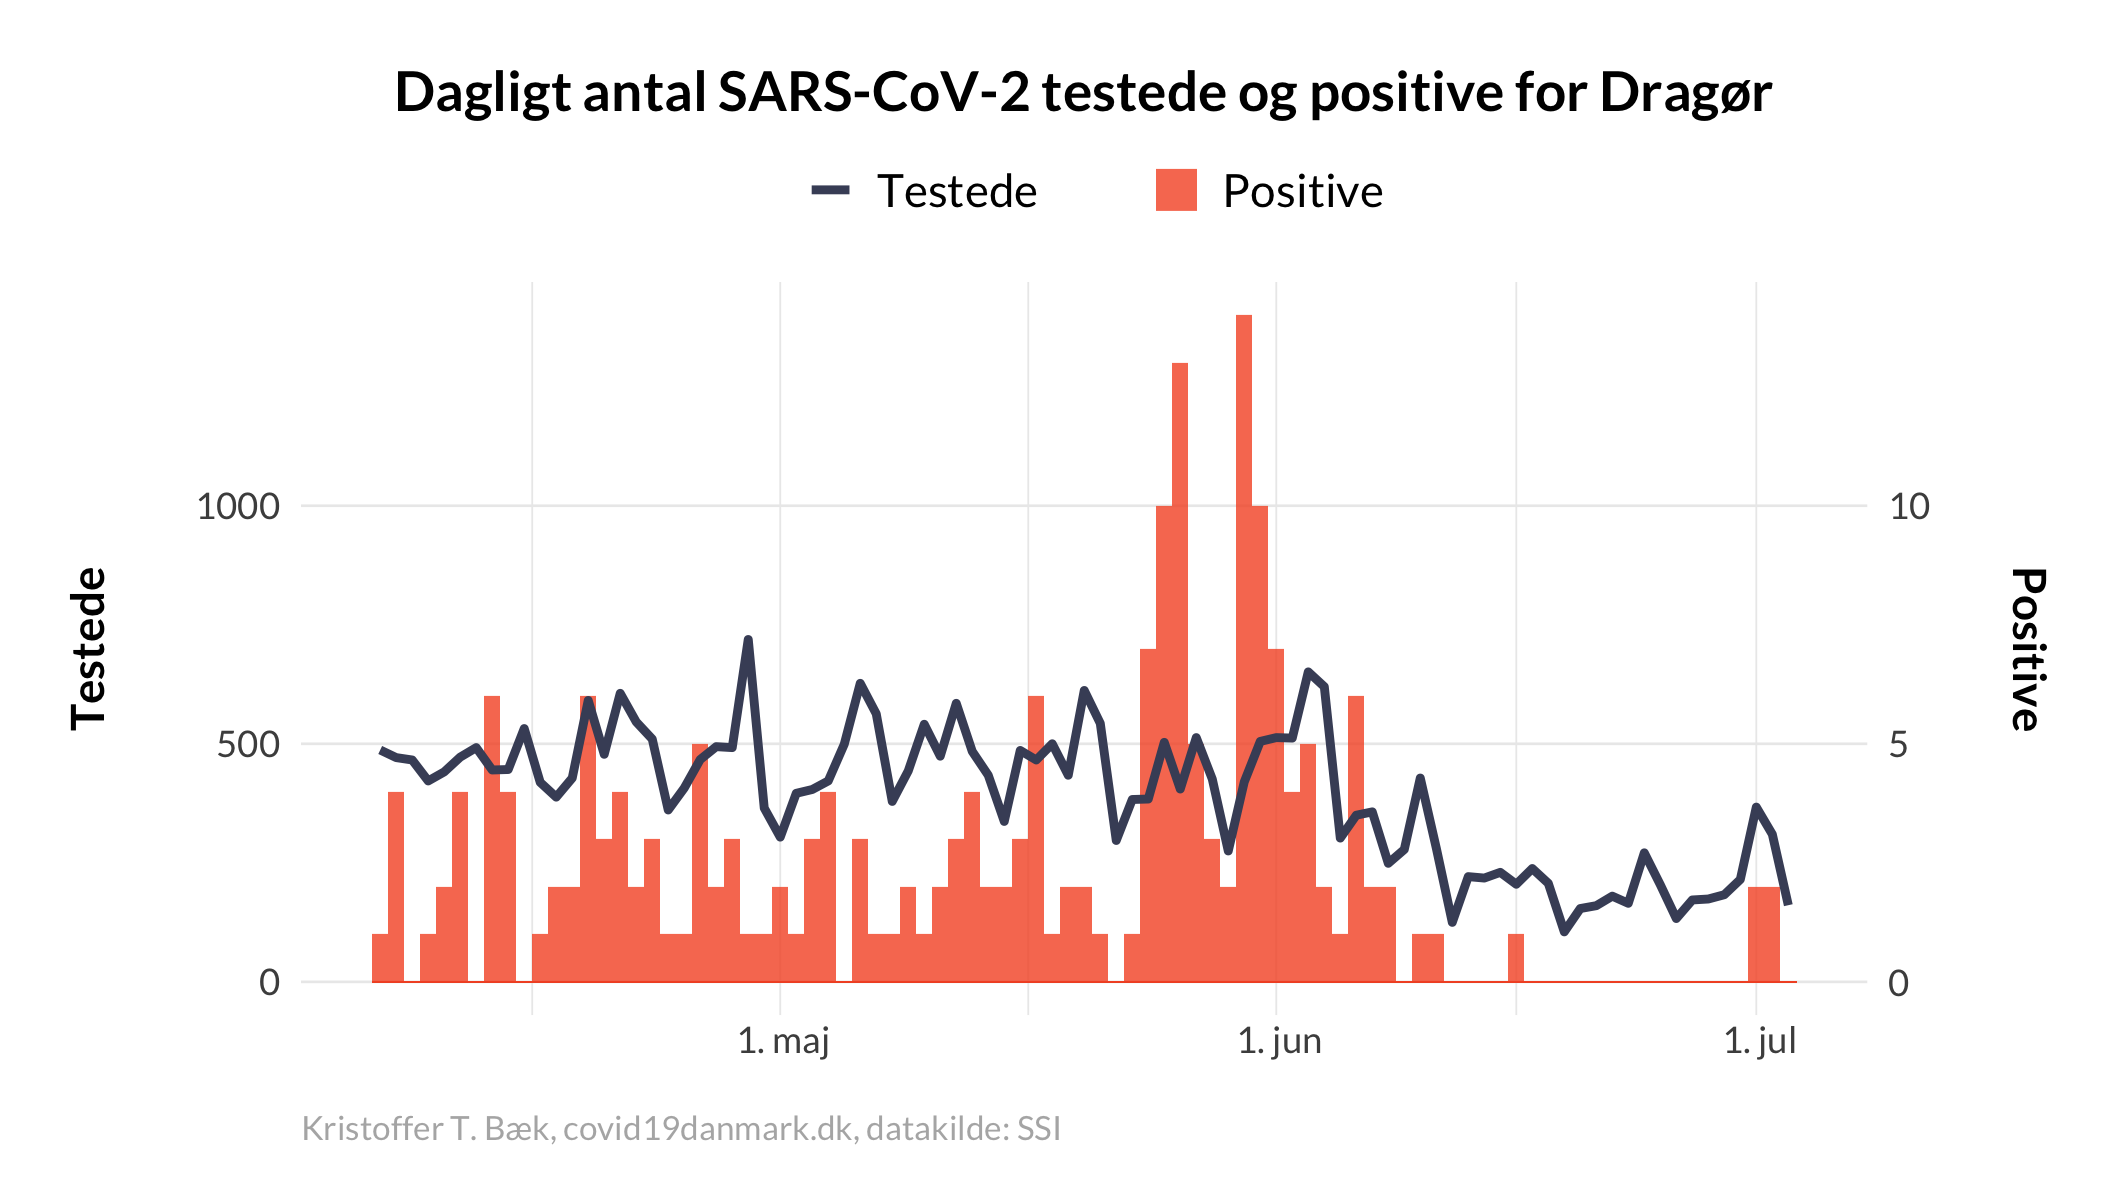 Dagligt antal SARS-CoV-2 testede og positive for Dragør
Testede
Positive
1000
500
0
Testede
10
5
0
Positive
1. maj
1. jun
1. jul
Kristoffer T. Bæk, covid19danmark.dk, datakilde: SSI